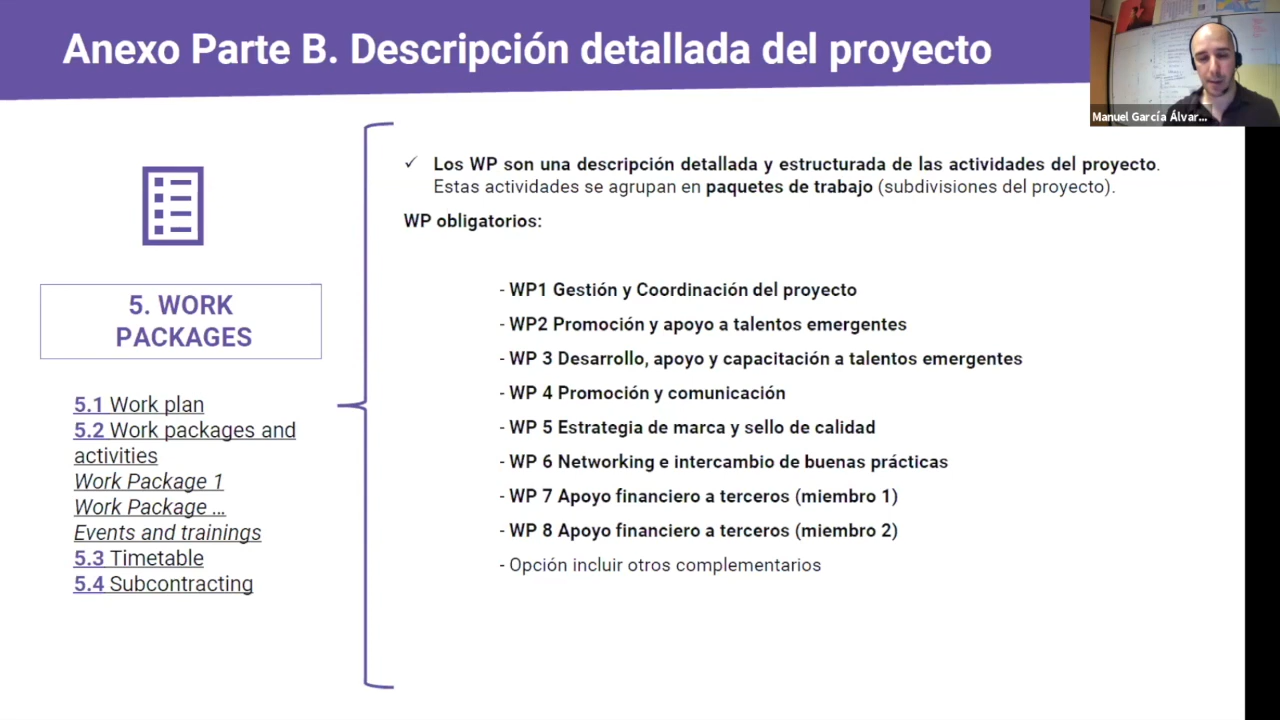 Anexo Parte B. Descripción detallada del proyecto
Manuel García Álvar...
✓ Los WP son una descripción detallada y estructurada de las actividades del proyecto.
Estas actividades se agrupan en paquetes de trabajo (subdivisiones del proyecto).
WP obligatorios:
- WP1 Gestión y Coordinación del proyecto
- WP2 Promoción y apoyo a talentos emergentes
- WP 3 Desarrollo, apoyo y capacitación a talentos emergentes
- WP 4 Promoción y comunicación
- WP 5 Estrategia de marca y sello de calidad
- WP 6 Networking e intercambio de buenas prácticas
- WP 7 Apoyo financiero a terceros (miembro 1)
- WP 8 Apoyo financiero a terceros (miembro 2)
- Opción incluir otros complementarios
5. WORK
PACKAGES
5.1 Work plan
5.2 Work packages and
activities
Work Package 1
Work Package ...
Events and trainings
5.3 Timetable
5.4 Subcontracting